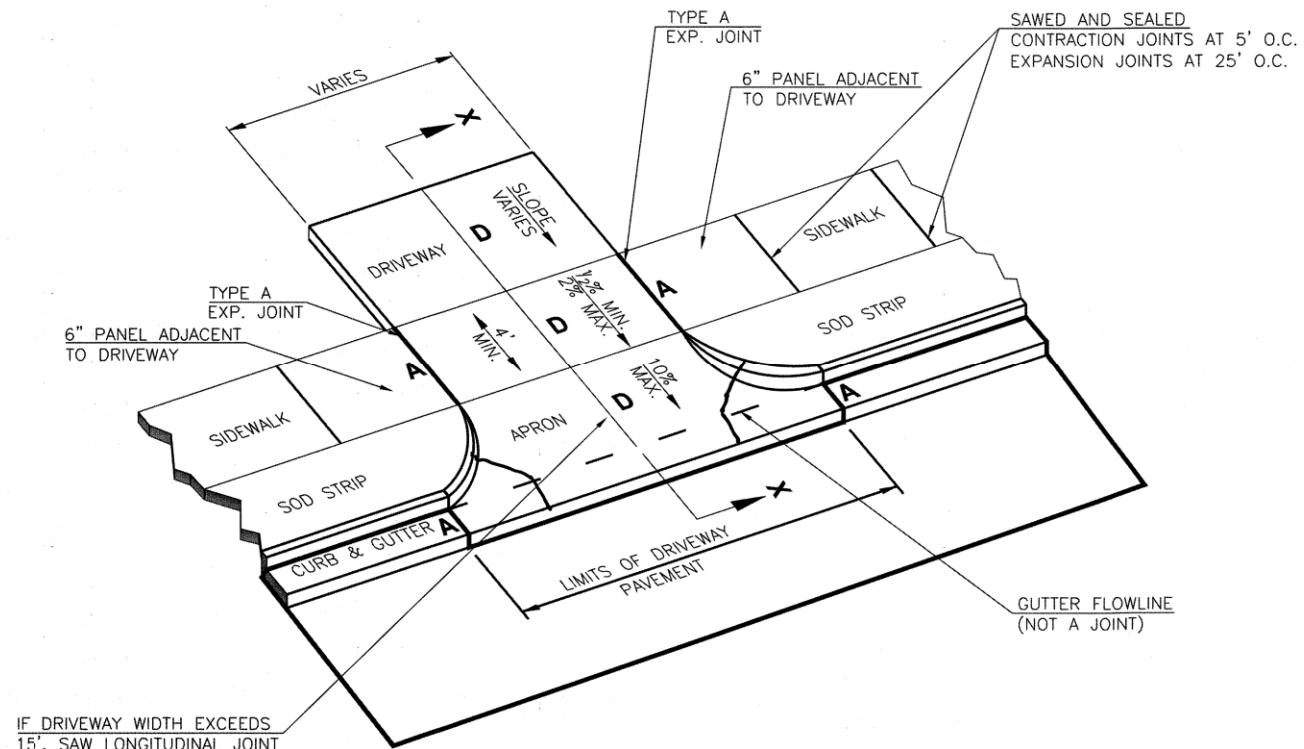 TYPE A
EXP. JOINT
SAWED AND SEALED
CONTRACTION JOINTS AT 5' O.C.
EXPANSION JOINTS AT 25' O.C.
6" PANEL ADJACENT
TO DRIVEWAY
VARIES
X
SLOPE
VARIES
D
DRIVEWAY
SIDEWALK
A
TYPE A
EXP. JOINT
6" PANEL ADJACENT
TO DRIVEWAY
½% MIN.
2% MAX.
D
4'
MIN.
SOD STRIP
A
10%
MAX.
D
A
SIDEWALK
APRON
SOD STRIP
X
CURB & GUTTER
A
LIMITS OF DRIVEWAY
PAVEMENT
GUTTER FLOWLINE
(NOT A JOINT)
IF DRIVEWAY WIDTH EXCEEDS
15', SAW LONGITUDINAL JOINT